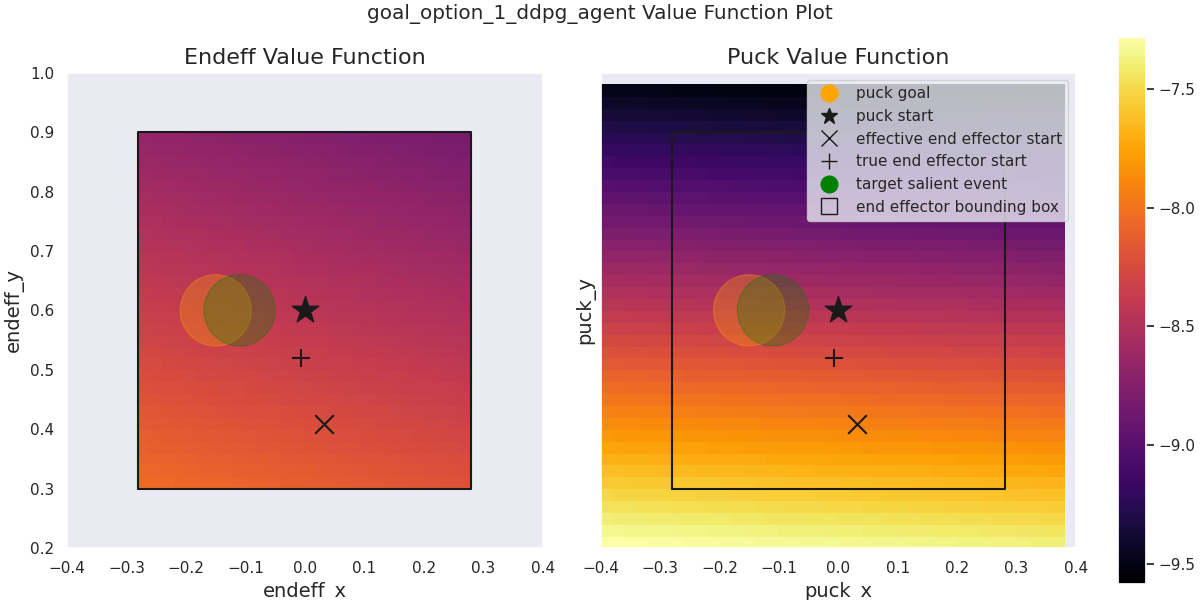 goal_option_1_ddpg_agent Value Function Plot
Endeff Value Function
endeff_y
1.0
0.9
0.8
0.7
0.6
0.5
0.4
0.3
0.2
−0.4 −0.3 −0.2 −0.1 0.0 0.1 0.2 0.3 0.4
endeff_x
Puck Value Function
puck_y
puck goal
puck start
effective end effector start
true end effector start
target salient event
end effector bounding box
−0.4 −0.3 −0.2 −0.1 0.0 0.1 0.2 0.3 0.4
puck_x
−7.5
−8.0
−8.5
−9.0
−9.5